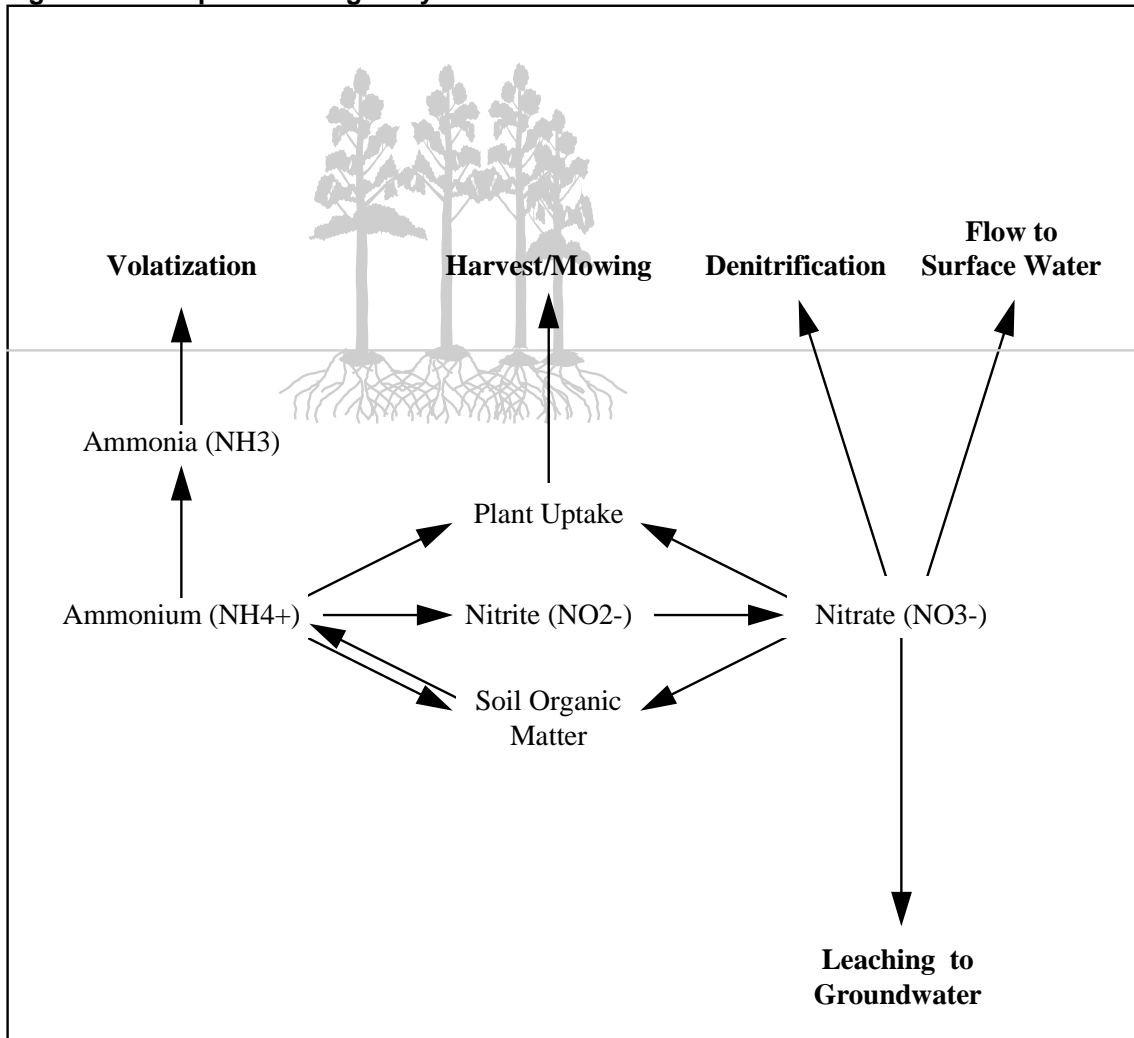 Flow to
Volatization Harvest/Mowing Denitrification Surface Water
Ammonia (NH3)
Plant Uptake
Ammonium (NH4+) Nitrite (NO2-) Nitrate (NO3-)
Soil Organic
Matter
Leaching to
Groundwater